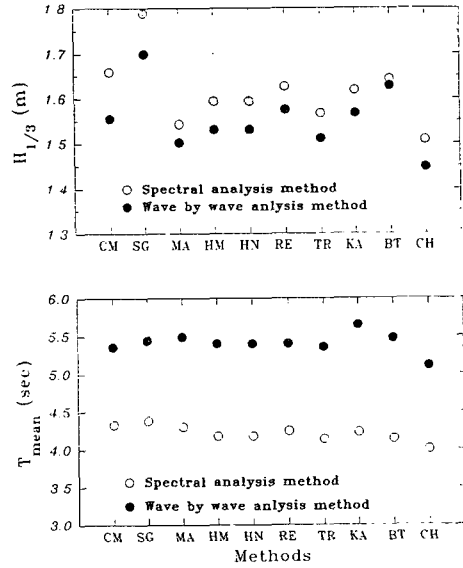 1.8
1.7
1.6
1.5
1.4
1.3
H1/3 (m)
Spectral analysis method
Wave by wave anlysis method
CM SG MA HM HN RE TR KA BT CH
6.0
5.5
5.0
4.5
4.0
3.5
3.0
Tmean (sec)
Spectral analysis method
Wave by wave anlysis method
CM SG MA HM HN RE TR KA BT CH
Methods